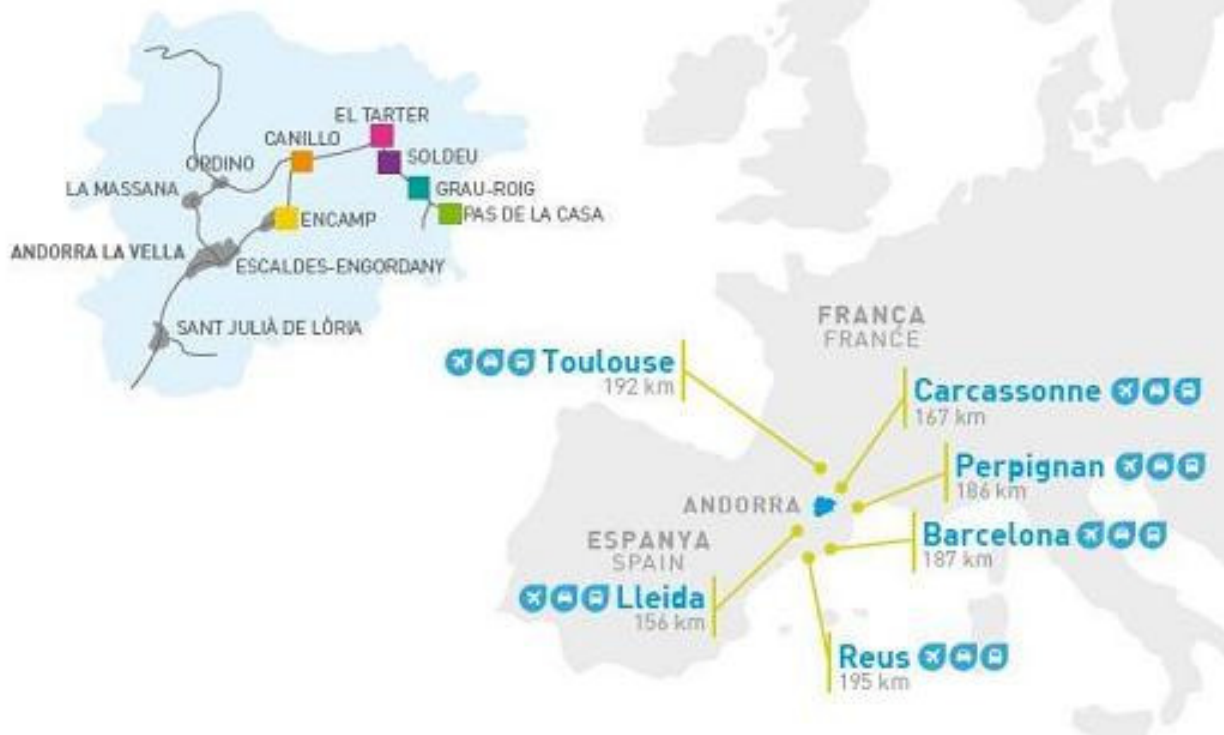 EL TARTER
CANILLO
SOLDEU
ORDINO
LA MASSANA
GRAU-ROIG
PAS DE LA CASA
ENCAMP
ANDORRA LA VELLA
ESCALDES-ENGORDANY
SANT JULIÀ DE LÒRIA
FRANÇA
FRANCE
Toulouse
192 km
Carcassonne
167 km
Perpignan
186 km
ANDORRA
Barcelona
187 km
ESPANYA
SPAIN
Lleida
156 km
Reus
195 km